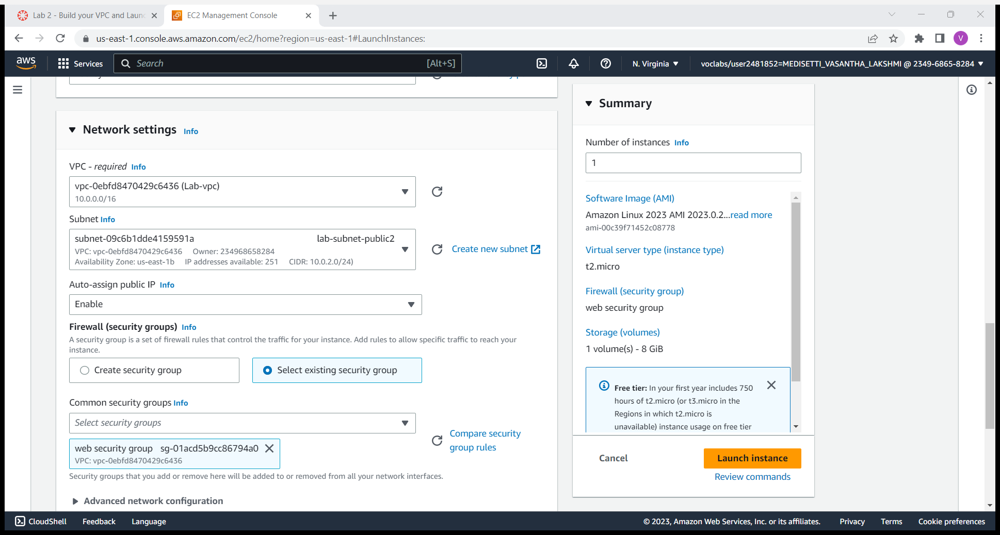 Lab 2 - Build your VPC and Laun
EC2 Management Console
us-east-1.console.aws.amazon.com/ec2/home?region=us-east-1#LaunchInstances:
V
aws
Services
Search
[Alt+S]
N. Virginia
voclabs/user2481852=MEDISETTI_VASANTHA_LAKSHMI @ 2349-6865-8284
Network settings Info
VPC - required Info
vpc-0ebfd8470429c6436 (Lab-vpc)
10.0.0.0/16
Subnet Info
subnet-09c6b1dde4159591a lab-subnet-public2
VPC: vpc-0ebfd8470429c6436 Owner: 234968658284
Availability Zone: us-east-1b IP addresses available: 251 CIDR: 10.0.2.0/24)
Create new subnet
Auto-assign public IP Info
Enable
Firewall (security groups) Info
A security group is a set of firewall rules that control the traffic for your instance. Add rules to allow specific traffic to reach your
instance.
Create security group
Select existing security group
Common security groups Info
Select security groups
web security group sg-01acd5b9cc86794a0
VPC: vpc-0ebfd8470429c6436
Compare security
group rules
Security groups that you add or remove here will be added to or removed from all your network interfaces.
Advanced network configuration
Summary
Number of instances Info
1
Software Image (AMI)
Amazon Linux 2023 AMI 2023.0.2...read more
ami-00c39f71452c08778
Virtual server type (instance type)
t2.micro
Firewall (security group)
web security group
Storage (volumes)
1 volume(s) - 8 GiB
Free tier: In your first year includes 750
hours of t2.micro (or t3.micro in the
Regions in which t2.micro is
unavailable) instance usage on free tier
Cancel
Launch instance
Review commands
CloudShell
Feedback
Language
© 2023, Amazon Web Services, Inc. or its affiliates.
Privacy
Terms
Cookie preferences